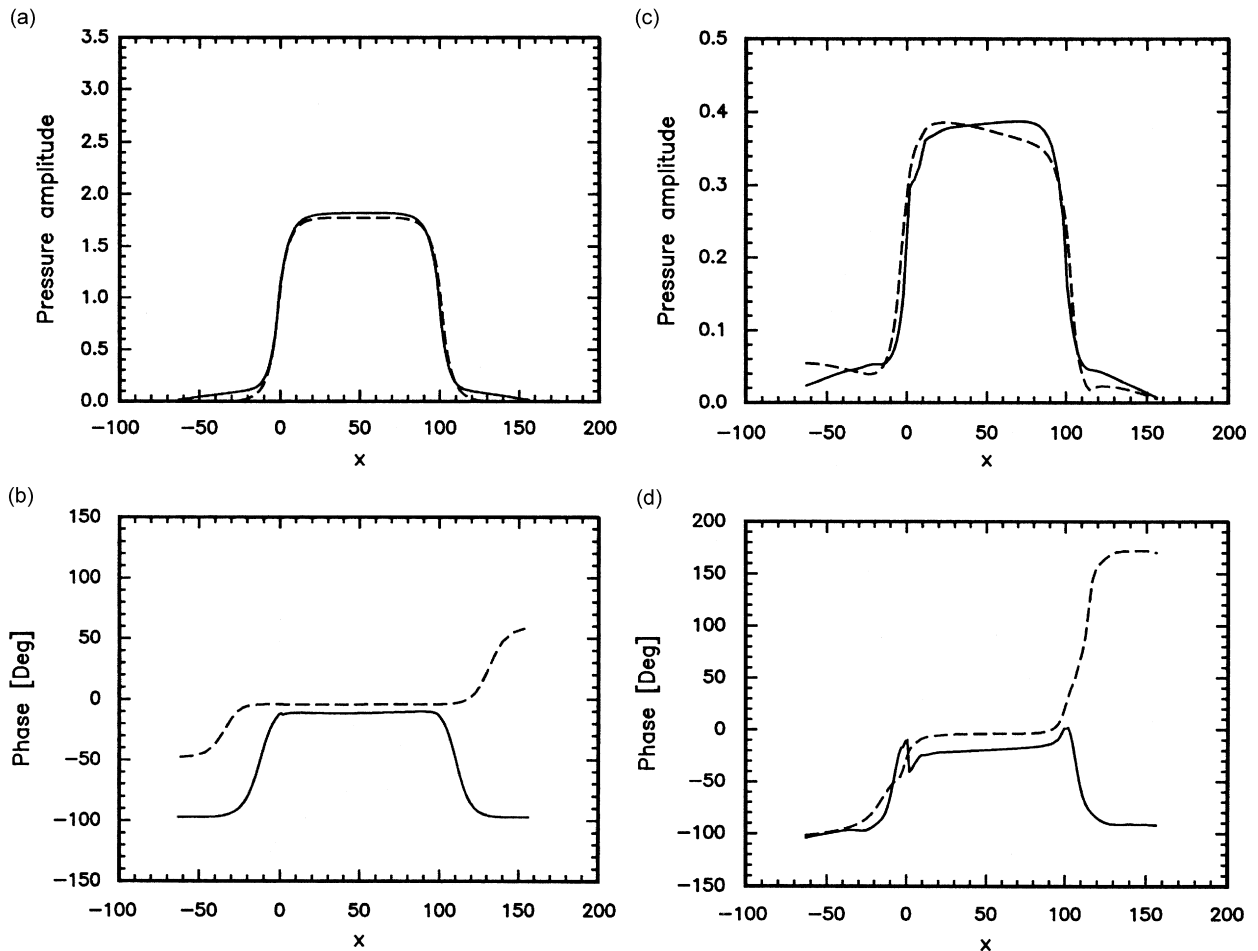 (a)
3.5
3.0
2.5
2.0
1.5
1.0
0.5
0.0
Pressure amplitude
−100 −50 0 50 100 150 200
x
(b)
150
100
50
−0
−50
−100
−150
Phase [Deg]
−100 −50 0 50 100 150 200
x
(c)
0.5
0.4
0.3
0.2
0.1
0.0
Pressure amplitude
−100 −50 0 50 100 150 200
x
(d)
200
150
100
50
−0
−50
−100
−150
Phase [Deg]
−100 −50 0 50 100 150 200
x